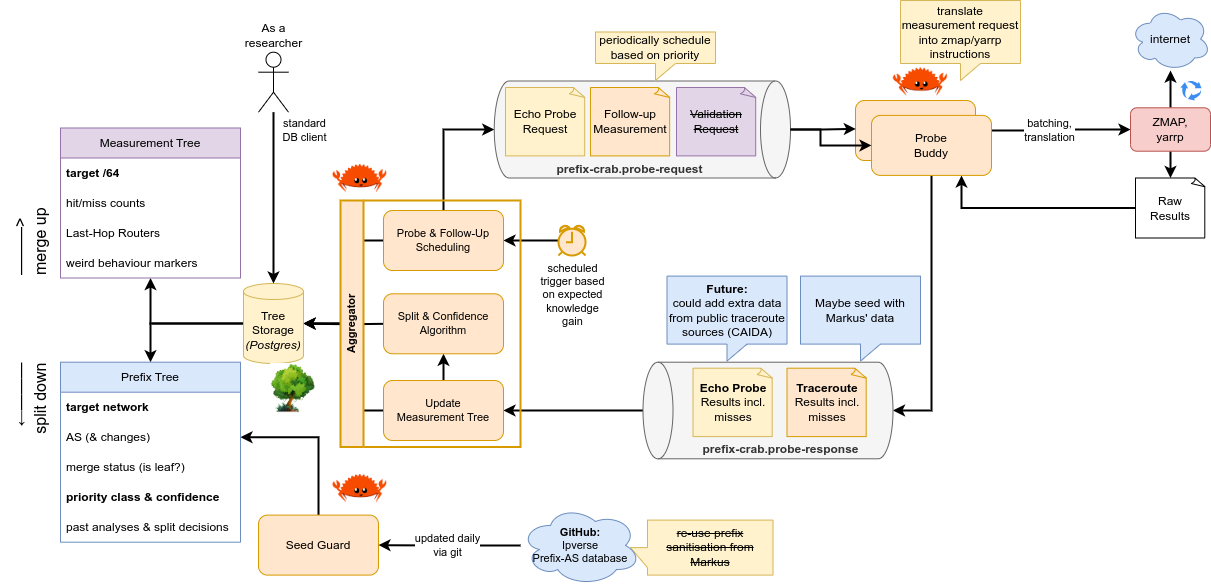 As a
researcher
standard
DB client
Measurement Tree
target /64
hit/miss counts
Last-Hop Routers
weird behaviour markers
merge up
split down
Tree
Storage
(Postgres)
Prefix Tree
target network
AS (& changes)
merge status (is leaf?)
priority class & confidence
past analyses & split decisions
Aggregator
Probe & Follow-Up
Scheduling
Split & Confidence
Algorithm
Update
Measurement Tree
scheduled
trigger based
on expected
knowledge
gain
periodically schedule
based on priority
Echo Probe
Request
Follow-up
Measurement
Validation
Request
prefix-crab.probe-request
translate
measurement request
into zmap/yarrp
instructions
Probe
Buddy
batching,
translation
internet
ZMAP,
yarrp
Raw
Results
Future:
could add extra data
from public traceroute
sources (CAIDA)
Maybe seed with
Markus' data
Echo Probe
Results incl.
misses
Traceroute
Results incl.
misses
prefix-crab.probe-response
Seed Guard
updated daily
via git
GitHub:
Ipverse
Prefix-AS database
re-use prefix
sanitisation from
Markus